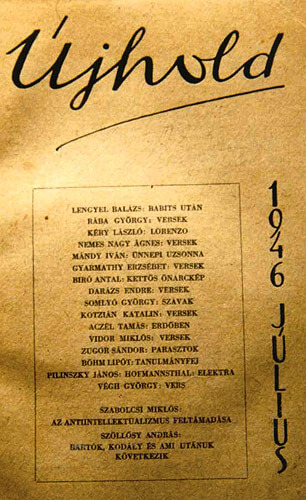 Újhold
1946 JÚLIUS
LENGYEL BALÁZS: BABITS UTÁN
RÁBA GYÖRGY: VERSEK
KÉRY LÁSZLÓ: LORENZO
NEMES NAGY ÁGNES: VERSEK
MÁNDY IVÁN: ÜNNEPI UZSONNA
GYARMATHY ERZSÉBET: VERSEK
BIRÓ ANTAL: KETTŐS ÖNARCKÉP
DARÁZS ENDRE: VERSEK
SOMLYÓ GYÖRGY: SZAVAK
KOTZIÁN KATALIN: VERSEK
ACZÉL TAMÁS: ERDŐBEN
VIDOR MIKLÓS: VERSEK
ZUGOR SÁNDOR: PARASZTOK
BÖHM LIPÓT: TANULMÁNYFEJ
PILINSZKY JÁNOS: HOFMANNSTHAL: ELEKTRA
VÉGH GYÖRGY: VERS
SZABOLCSI MIKLÓS:
AZ ANTIINTELLEKTUALIZMUS FELTÁMADÁSA
SZŐLLŐSY ANDRÁS:
BARTÓK, KODÁLY ÉS AMI UTÁNUK
KÖVETKEZIK